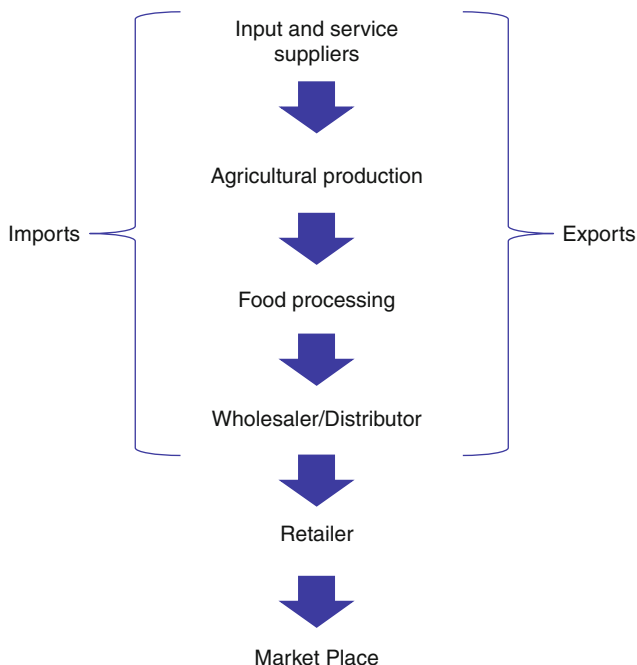 Input and service
suppliers
Agricultural production
Imports
Exports
Food processing
Wholesaler/Distributor
Retailer
Market Place